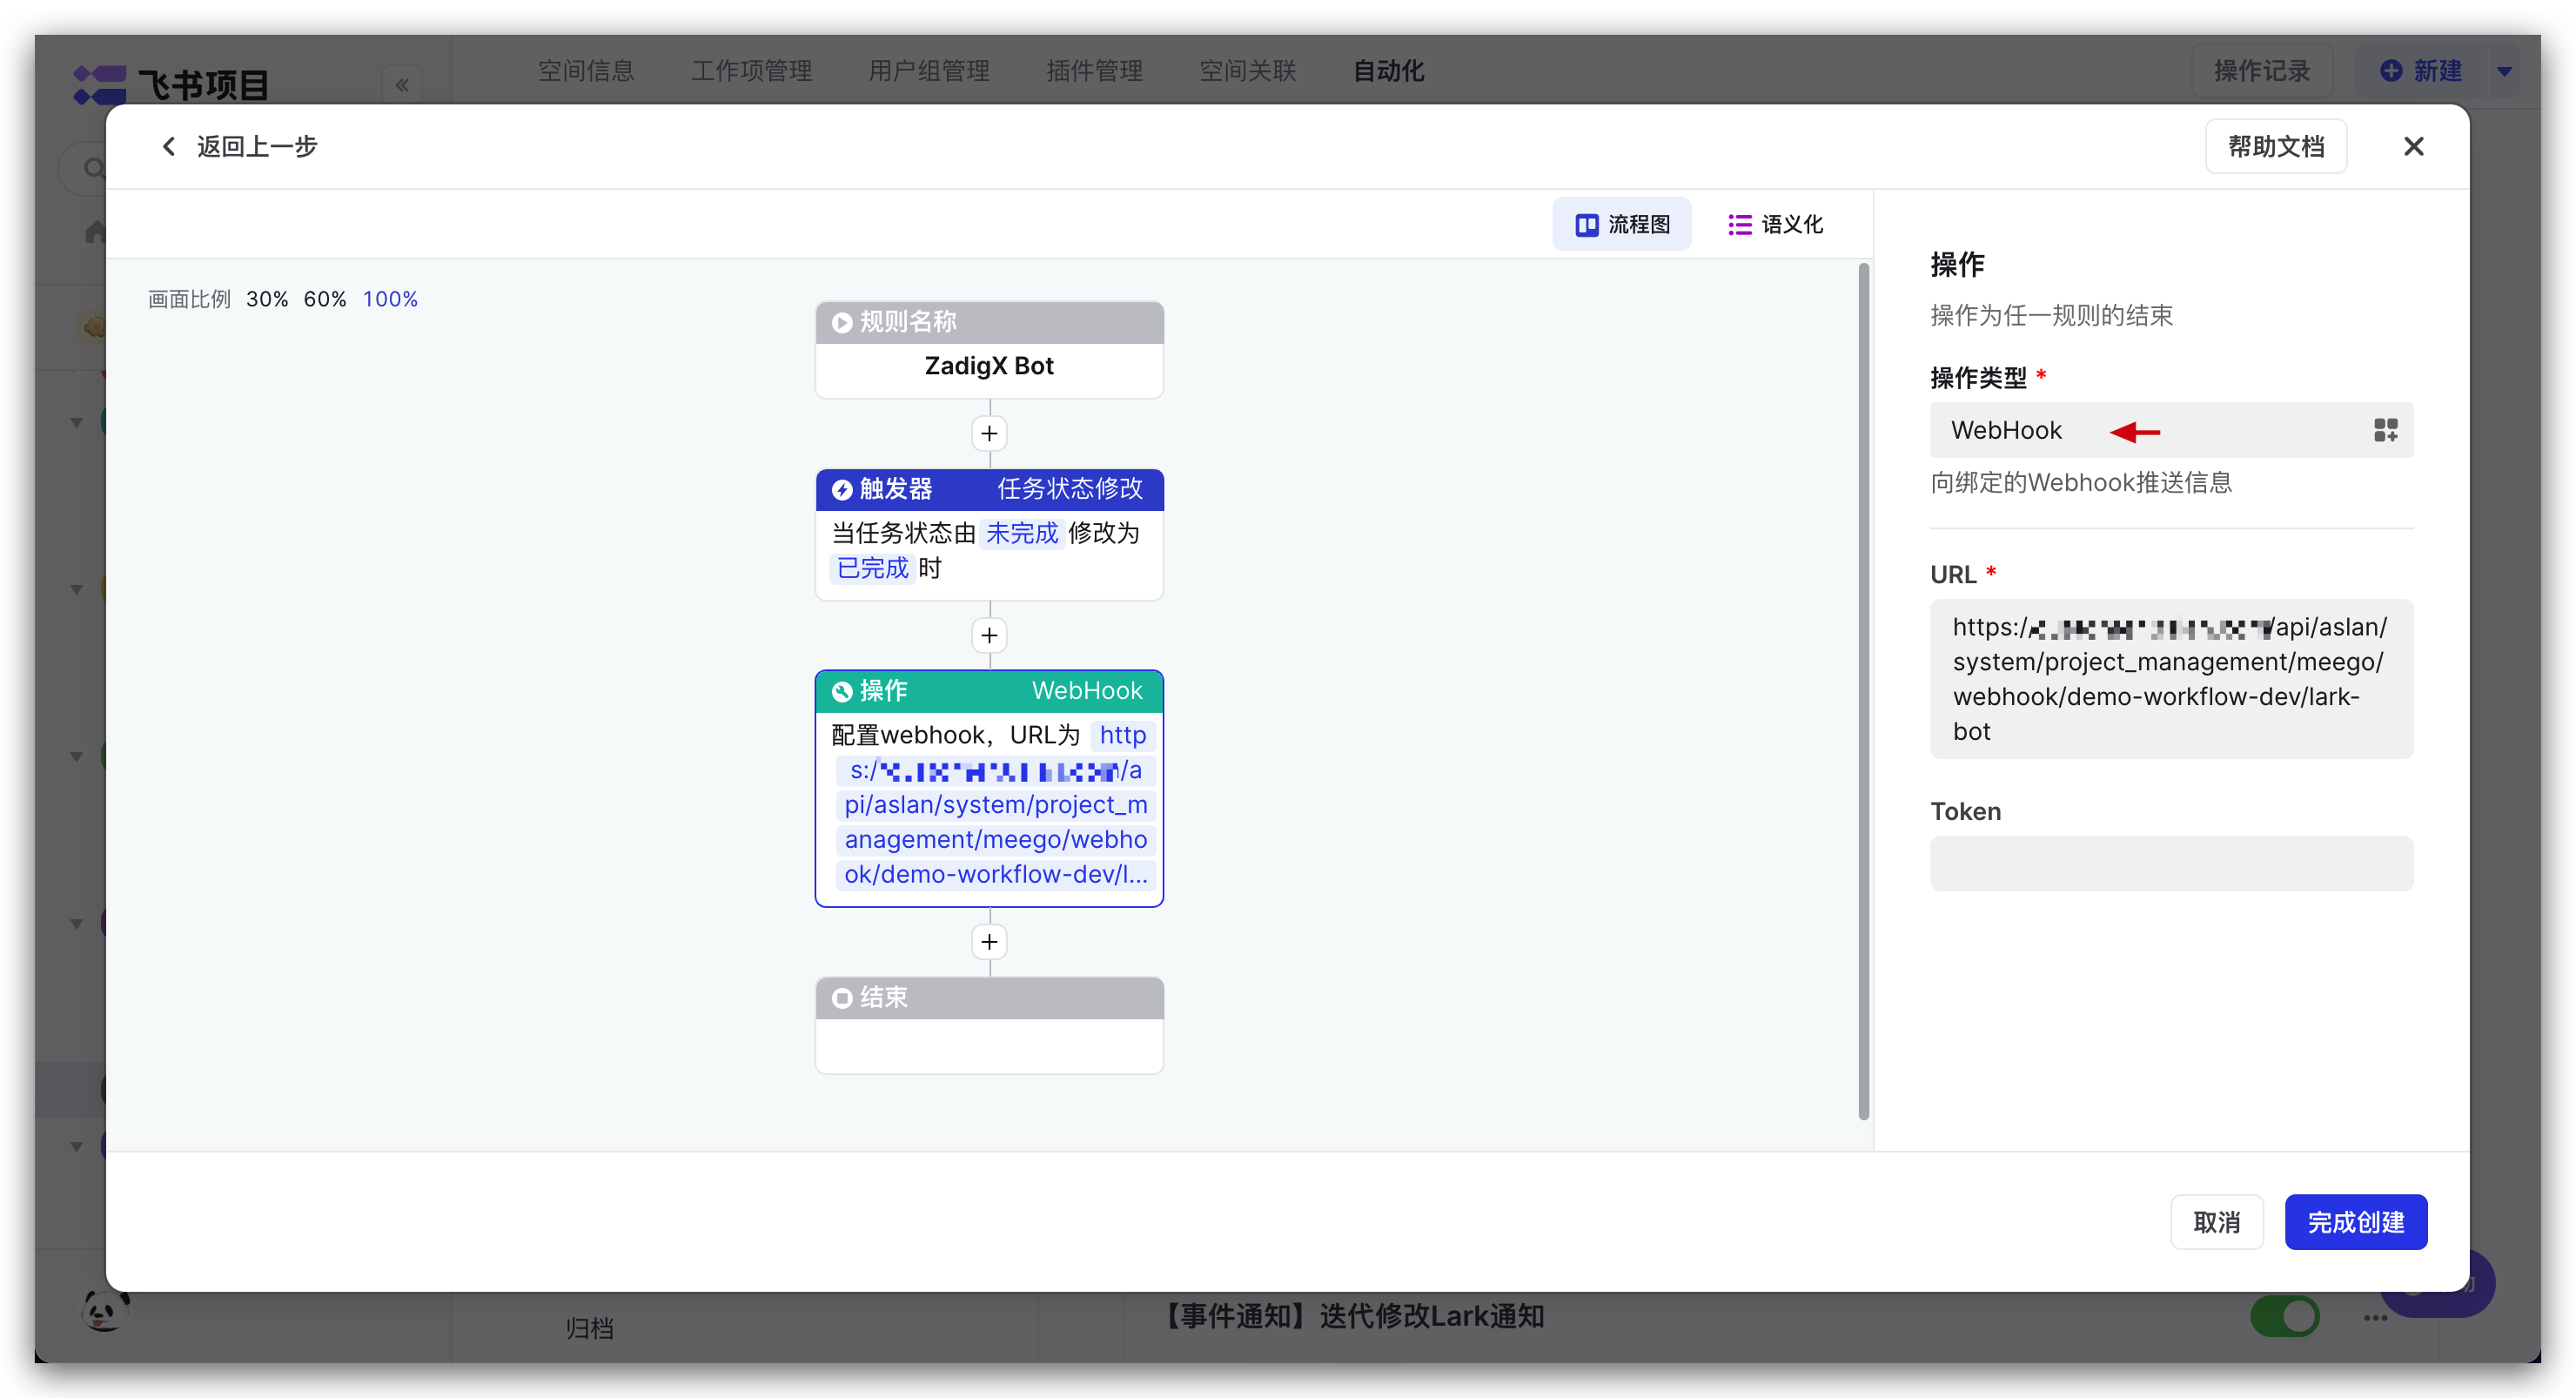 飞书项目
空间信息 工作项管理 用户组管理 插件管理 空间关联 自动化 操作记录 新建
返回上一步 帮助文档
流程图 语义化
画面比例 30% 60% 100%
规则名称
ZadigX Bot
触发器 任务状态修改
当任务状态由 未完成 修改为
已完成 时
操作 WebHook
配置webhook，URL为 http
s:/ /a
pi/aslan/system/project_m
anagement/meego/webho
ok/demo-workflow-dev/l...
结束
操作
操作为任一规则的结束
操作类型 *
WebHook
向绑定的Webhook推送信息
URL *
https:// /api/aslan/
system/project_management/meego/
webhook/demo-workflow-dev/lark-
bot
Token
取消 完成创建
归档
【事件通知】迭代修改Lark通知